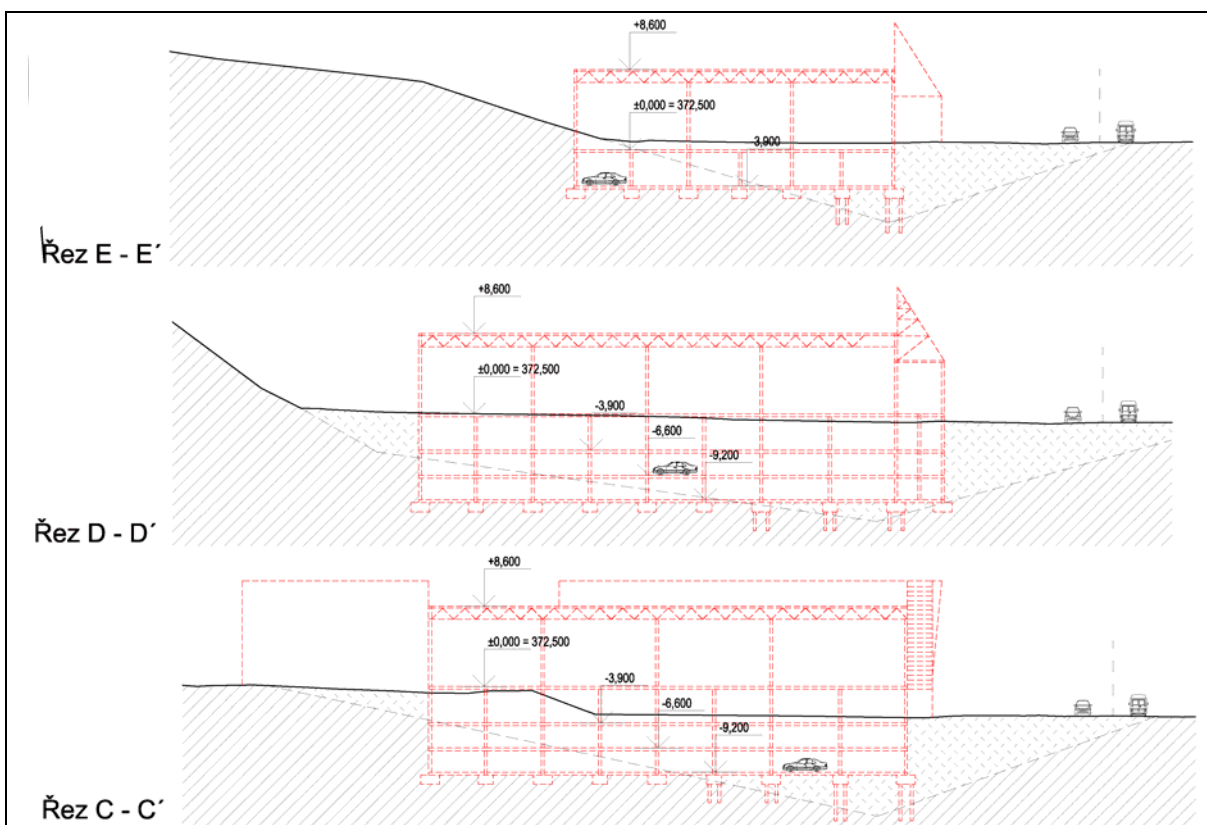 +8,600
±0,000 = 372,500
3,900
Řez E - E´
+8,600
±0,000 = 372,500
-3,900
-6,600
-9,200
Řez D - D´
+8,600
±0,000 = 372,500
-3,900
-6,600
-9,200
Řez C - C´